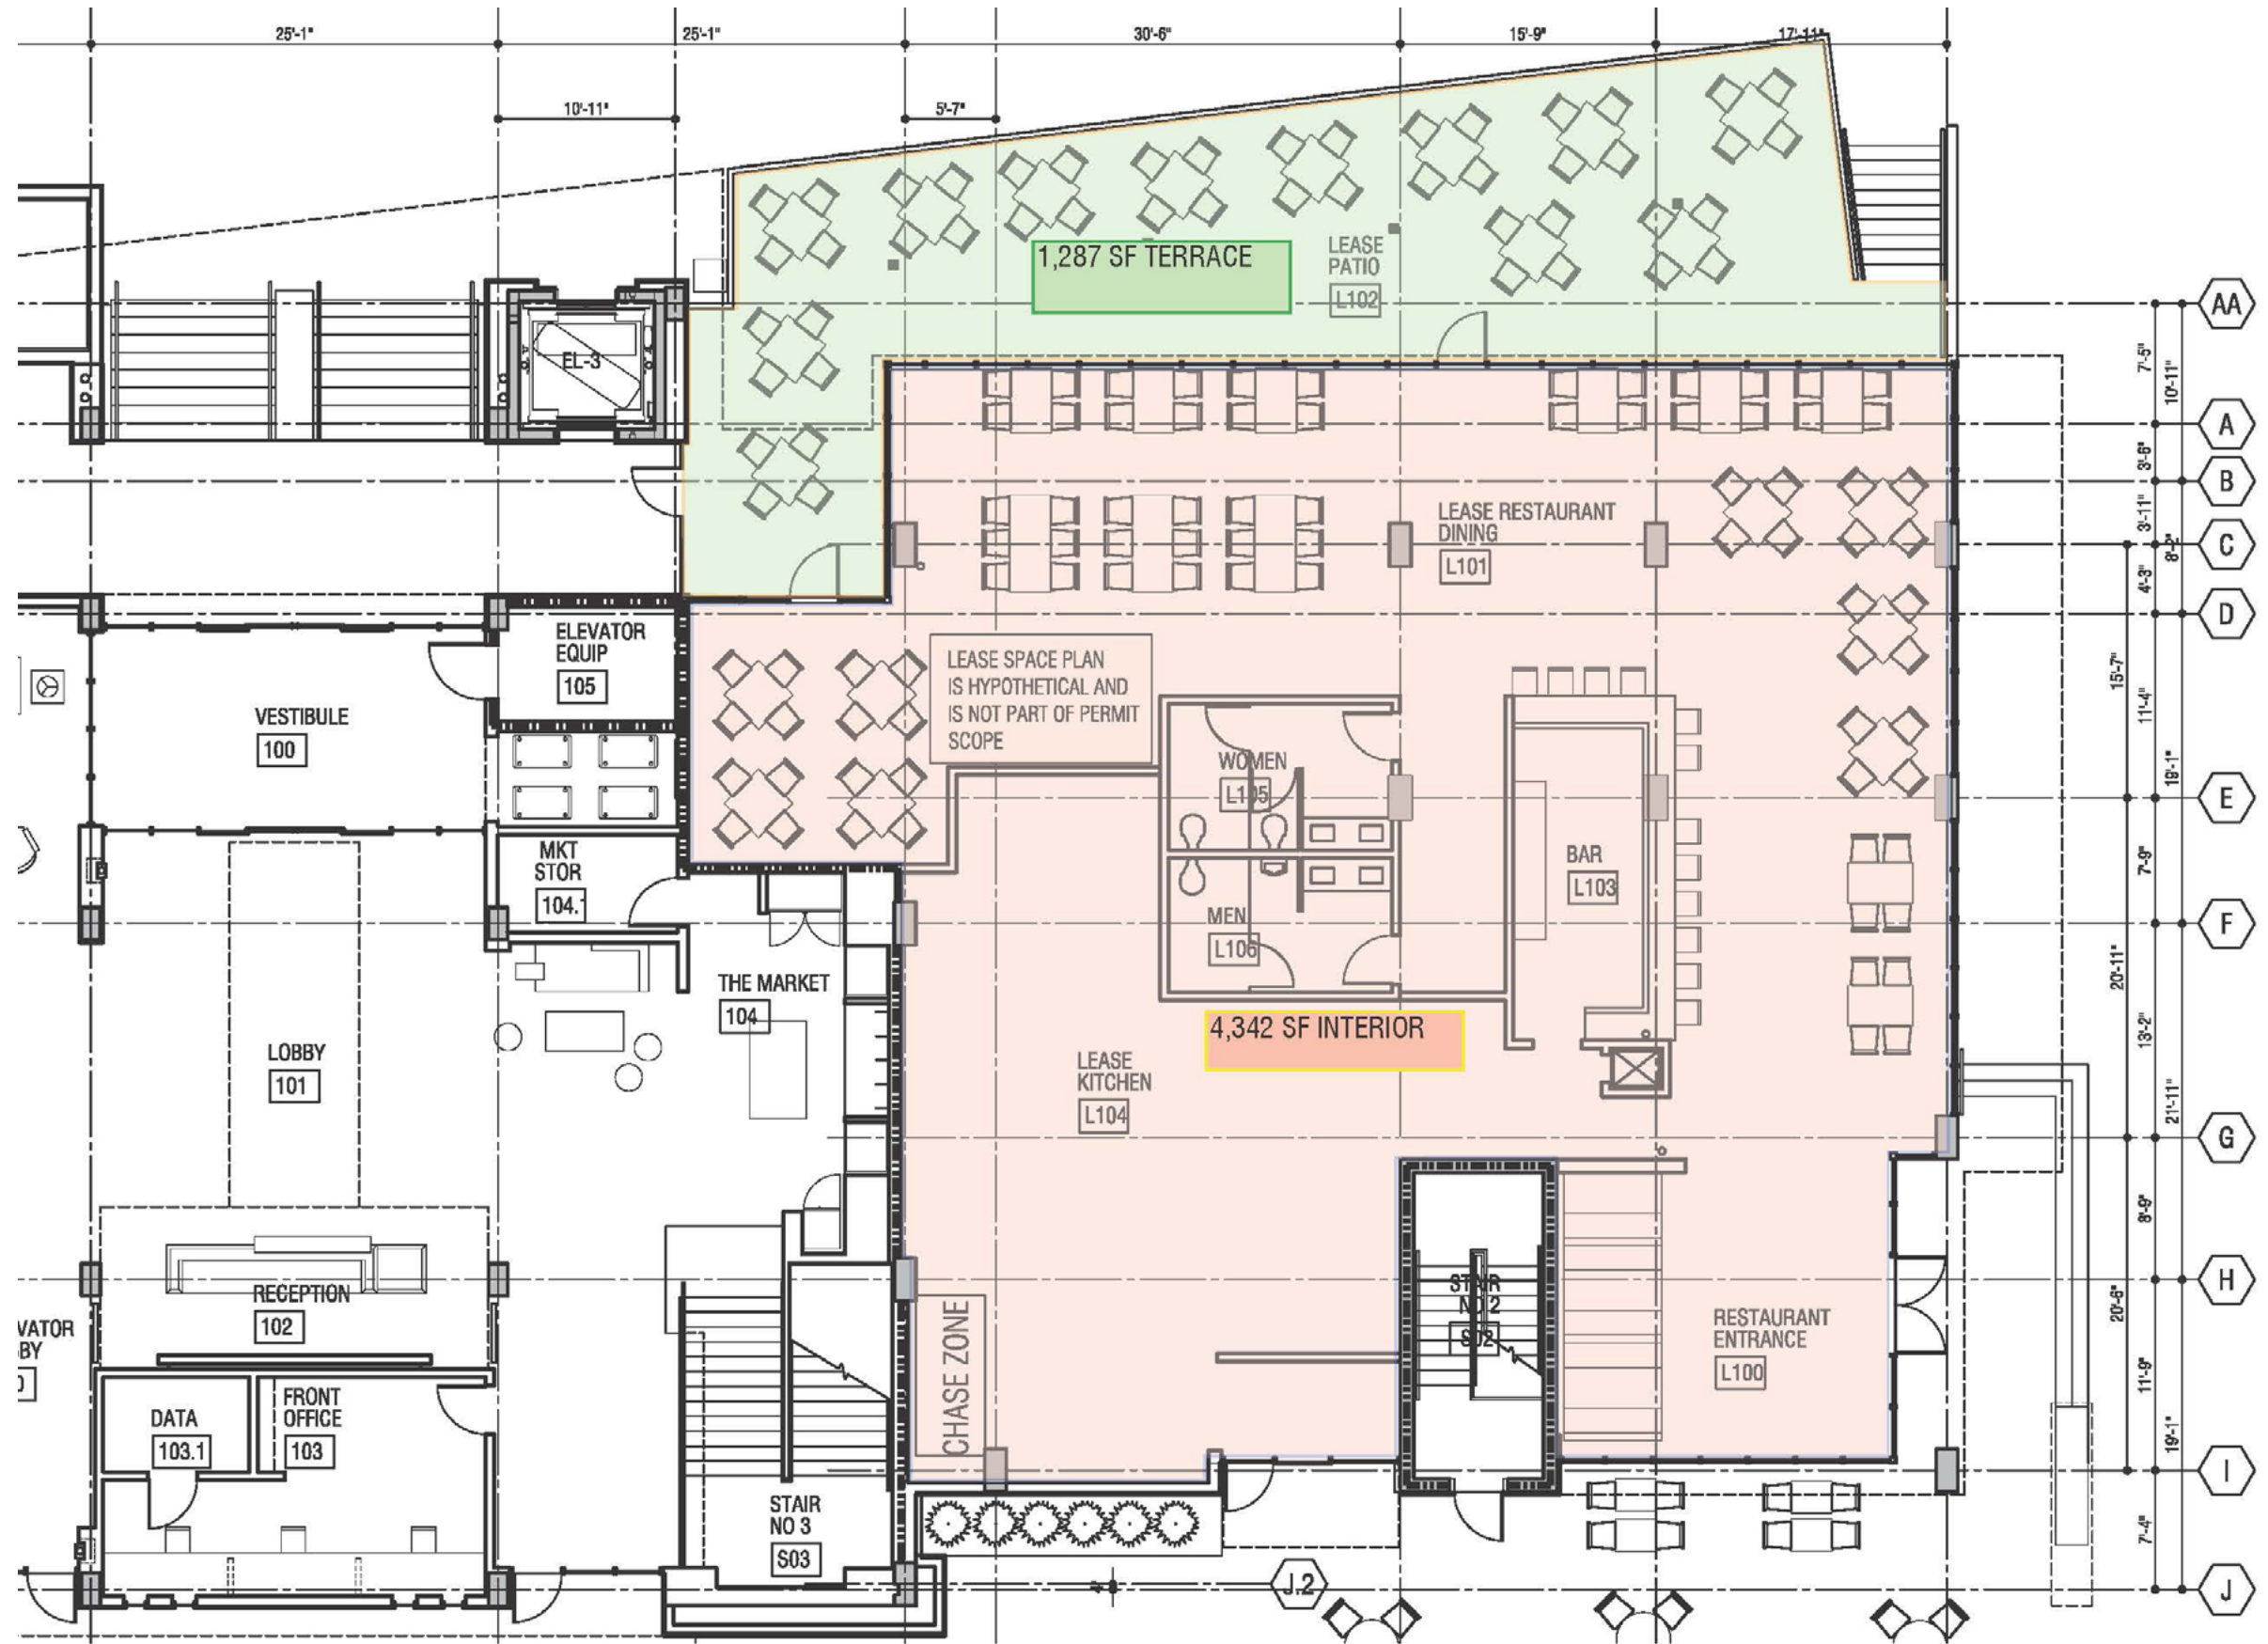 25'-1"
25'-1"
30'-6"
15'-9"
17'-11"
10'-11"
5'-7"
1,287 SF TERRACE
LEASE
PATIO
L102
AA
7'-5"
10'-11"
EL-3
A
3'-6"
B
LEASE RESTAURANT
DINING
L101
3'-11"
C
8'-2"
4'-3"
D
ELEVATOR
EQUIP
105
LEASE SPACE PLAN
IS HYPOTHETICAL AND
IS NOT PART OF PERMIT
SCOPE
15'-7"
11'-4"
19'-1"
VESTIBULE
100
WOMEN
L105
E
MKT
STOR
104.1
BAR
L103
7'-9"
MEN
L106
F
THE MARKET
104
20'-11"
13'-2"
21'-11"
4,342 SF INTERIOR
LOBBY
101
LEASE
KITCHEN
L104
G
8'-9"
RECEPTION
102
CHASE ZONE
STAIR
NO 2
S02
H
RESTAURANT
ENTRANCE
L100
20'-6"
11'-9"
19'-1"
VATOR
BY
DATA
103.1
FRONT
OFFICE
103
I
STAIR
NO 3
S03
7'-4"
J.2
J